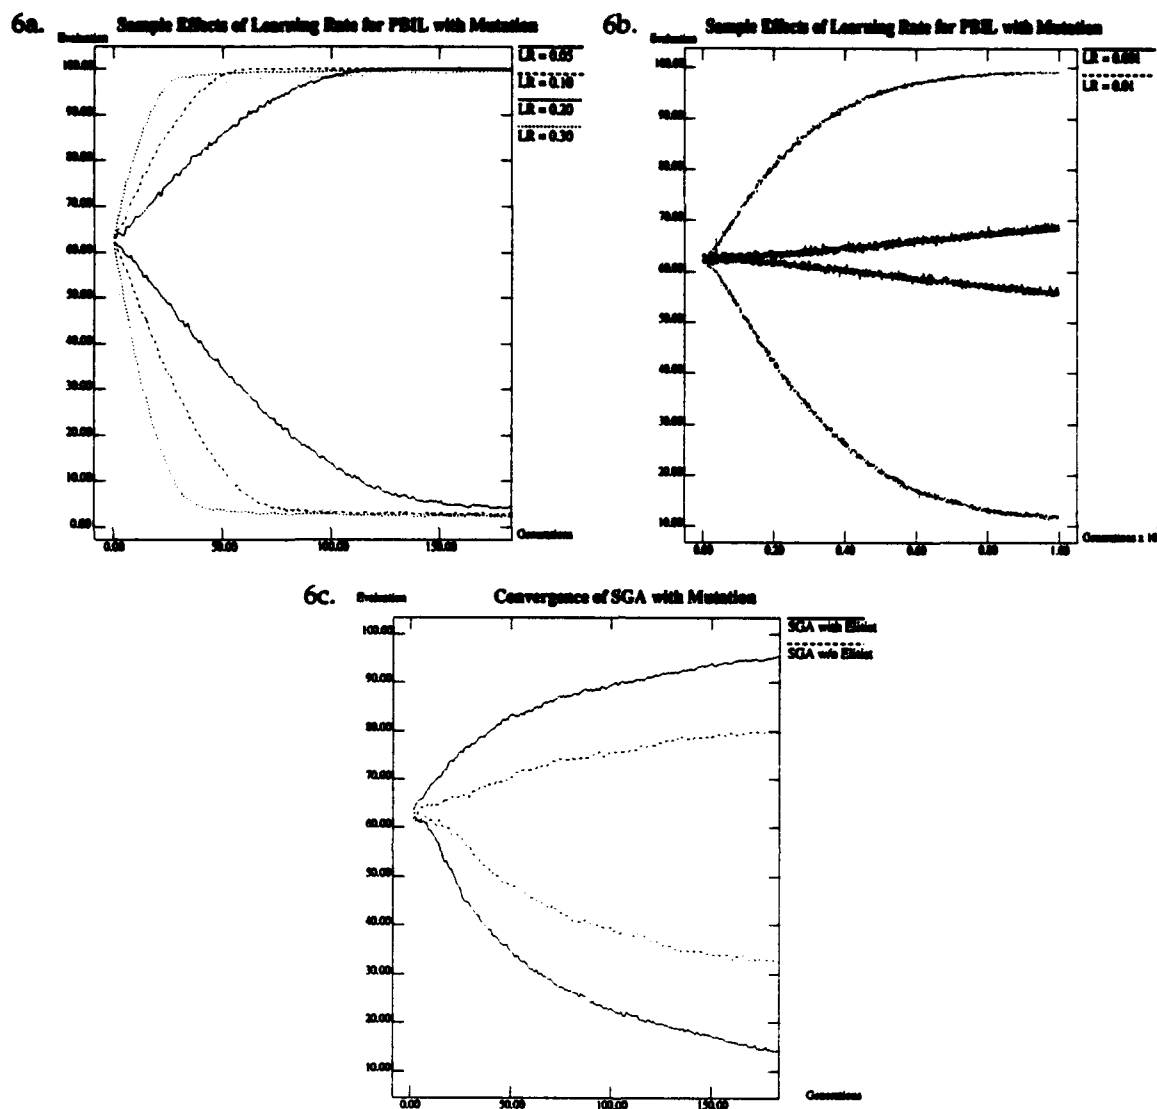 6a.
Sample Effects of Learning Rate for PBIL with Mutation
Evaluation
LR = 0.05
LR = 0.10
LR = 0.20
LR = 0.30
100.00
90.00
80.00
70.00
60.00
50.00
40.00
30.00
20.00
10.00
0.00
0.00 50.00 100.00 150.00
Generations
6b.
Sample Effects of Learning Rate for PBIL with Mutation
Evaluation
LR = 0.001
LR = 0.01
100.00
90.00
80.00
70.00
60.00
50.00
40.00
30.00
20.00
10.00
0.00 0.20 0.40 0.60 0.80 1.00
Generations x 10
6c.
Convergence of SGA with Mutation
Evaluation
SGA with Elitist
SGA w/o Elitist
100.00
90.00
80.00
70.00
60.00
50.00
40.00
30.00
20.00
10.00
0.00 50.00 100.00 150.00
Generations